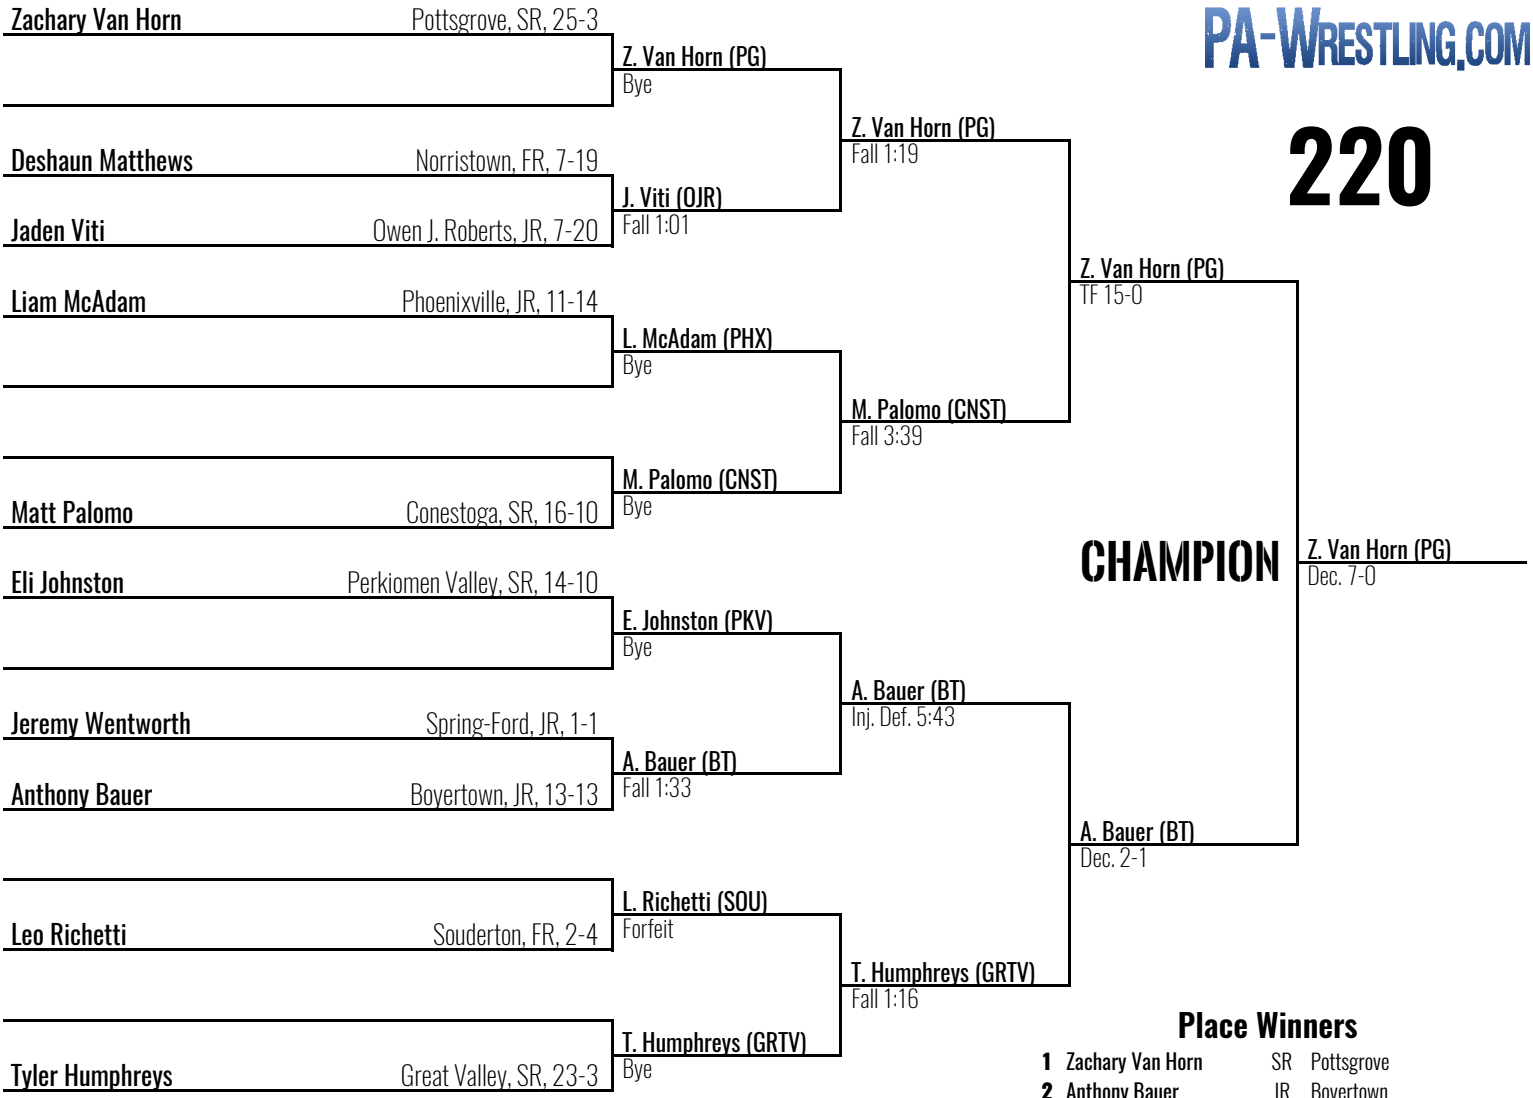 Zachary Van Horn Pottsgrove, SR, 25-3
PA-WRESTLING.COM
Z. Van Horn (PG)
Bye
220
Z. Van Horn (PG)
Fall 1:19
Deshaun Matthews Norristown, FR, 7-19
J. Viti (OJR)
Fall 1:01
Jaden Viti Owen J. Roberts, JR, 7-20
Z. Van Horn (PG)
TF 15-0
Liam McAdam Phoenixville, JR, 11-14
L. McAdam (PHX)
Bye
M. Palomo (CNST)
Fall 3:39
M. Palomo (CNST)
Bye
Matt Palomo Conestoga, SR, 16-10
CHAMPION
Z. Van Horn (PG)
Dec. 7-0
Eli Johnston Perkiomen Valley, SR, 14-10
E. Johnston (PKV)
Bye
A. Bauer (BT)
Inj. Def. 5:43
Jeremy Wentworth Spring-Ford, JR, 1-1
A. Bauer (BT)
Fall 1:33
Anthony Bauer Boyertown, JR, 13-13
A. Bauer (BT)
Dec. 2-1
L. Richetti (SOU)
Forfeit
Leo Richetti Souderton, FR, 2-4
T. Humphreys (GRTV)
Fall 1:16
T. Humphreys (GRTV)
Bye
Tyler Humphreys Great Valley, SR, 23-3
Place Winners
1 Zachary Van Horn SR Pottsgrove
2 Anthony Bauer JR Boyertown